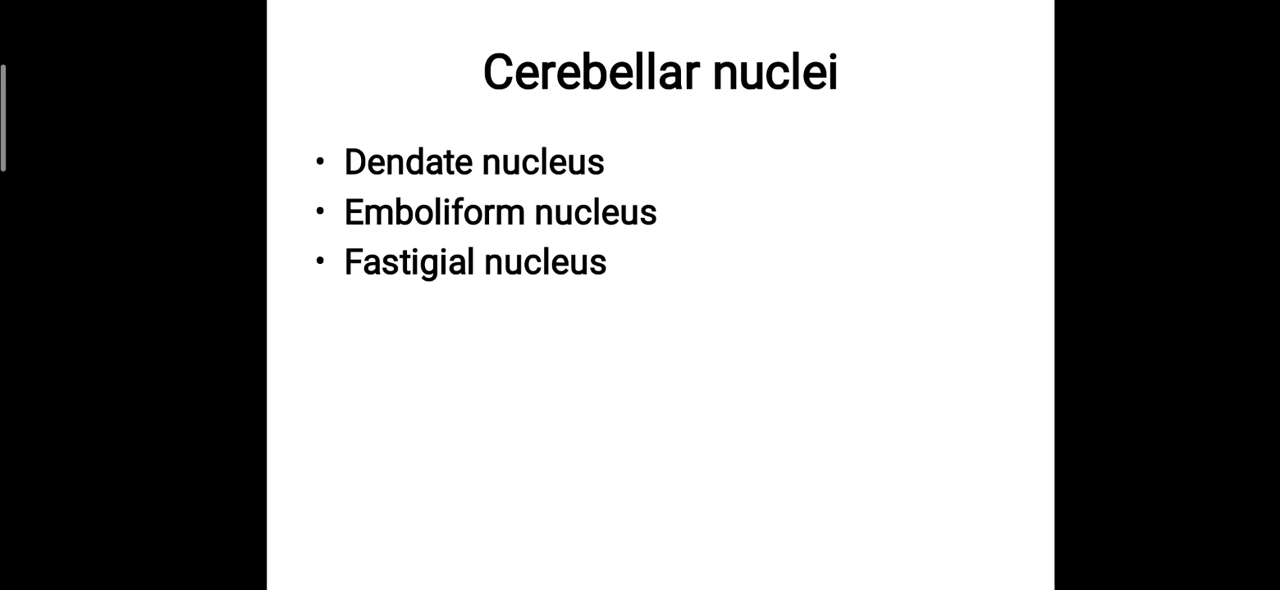 Cerebellar nuclei
• Dendate nucleus
• Emboliform nucleus
• Fastigial nucleus